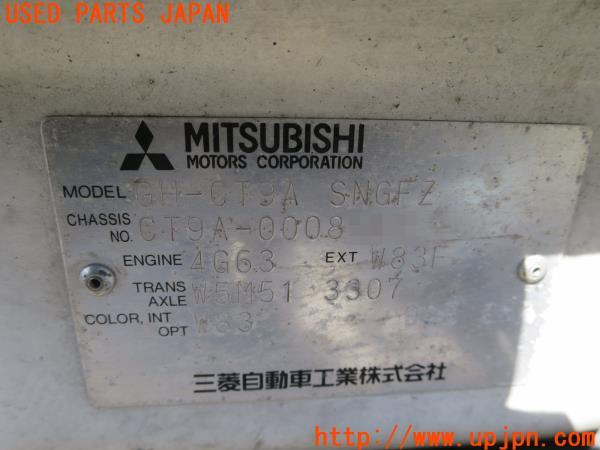 USED PARTS JAPAN
MITSUBISHI
MOTORS CORPORATION
MODEL GH-CT9A SNGFZ
CHASSIS NO. CT9A-0008
ENGINE 4G63 EXT W83F
TRANS AXLE W5M51 3307
COLOR, INT OPT W83
三菱自動車工業株式会社
UPJ http://www.upjpn.com/